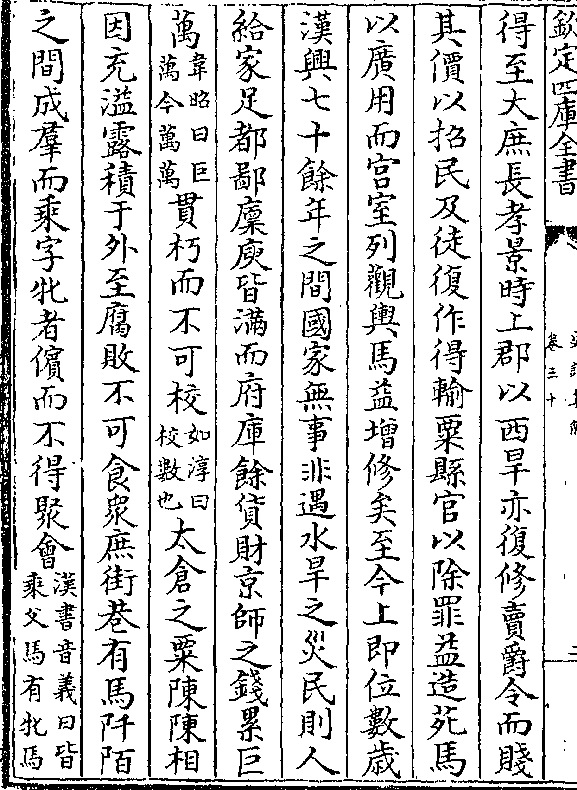 欽定四庫全書
卷三十
得至大庶長孝景時上郡以西旱亦復修賣爵令而賤
其價以招民及徒復作得輸粟縣官以除罪益造苑馬
以廣用而宫室列觀輿馬益增修矣至今上即位數歲
漢興七十餘年之間國家無事非遇水旱之災民則人
給家足都鄙廩庾皆滿而府庫餘貨財京師之錢累巨
萬韋昭曰巨萬今萬萬貫朽而不可校如淳曰校數也太倉之粟陳陳相
因充溢露積于外至腐敗不可食衆庶街巷有馬阡陌
之間成羣而乘字牝者儐而不得聚會漢書音義曰皆乘父馬有牝馬